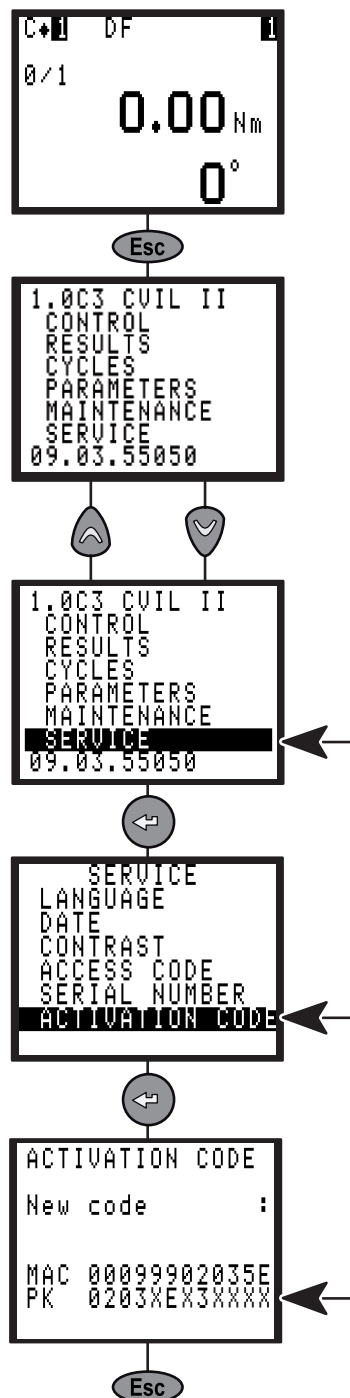 C♦1 DF 1
0/1
0.00 Nm
0°
Esc
1.0C3 CVIL II
CONTROL
RESULTS
CYCLES
PARAMETERS
MAINTENANCE
SERVICE
09.03.55050
1.0C3 CVIL II
CONTROL
RESULTS
CYCLES
PARAMETERS
MAINTENANCE
SERVICE
09.03.55050
SERVICE
LANGUAGE
DATE
CONTRAST
ACCESS CODE
SERIAL NUMBER
ACTIVATION CODE
ACTIVATION CODE
New code :
MAC 00099902035E
PK 0203XEX3XXXX
Esc